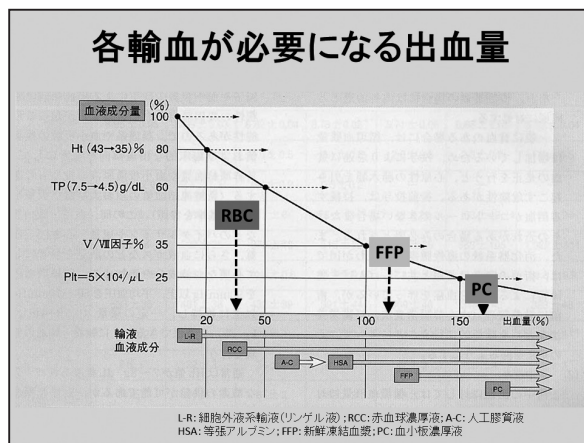 各輸血が必要になる出血量
血液成分量 (%)
100
Ht (43→35)% 80
TP(7.5→4.5)g/dL 60
RBC
FFP
PC
V/Ⅷ因子% 35
Plt=5×10⁴/μL 25
20 50 100 150 出血量(%)
輸液
血液成分
L-R
RCC
A-C HSA
FFP
PC
L-R:細胞外液系輸液(リンゲル液);RCC:赤血球濃厚液;A-C:人工膠質液
HSA:等張アルブミン;FFP:新鮮凍結血漿;PC:血小板濃厚液